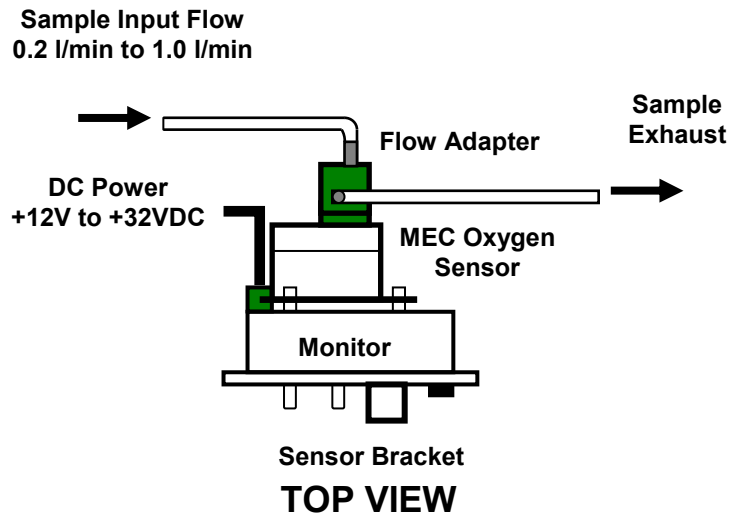 Sample Input Flow
0.2 l/min to 1.0 l/min
Sample
Exhaust
Flow Adapter
DC Power
+12V to +32VDC
MEC Oxygen
Sensor
Monitor
Sensor Bracket
TOP VIEW